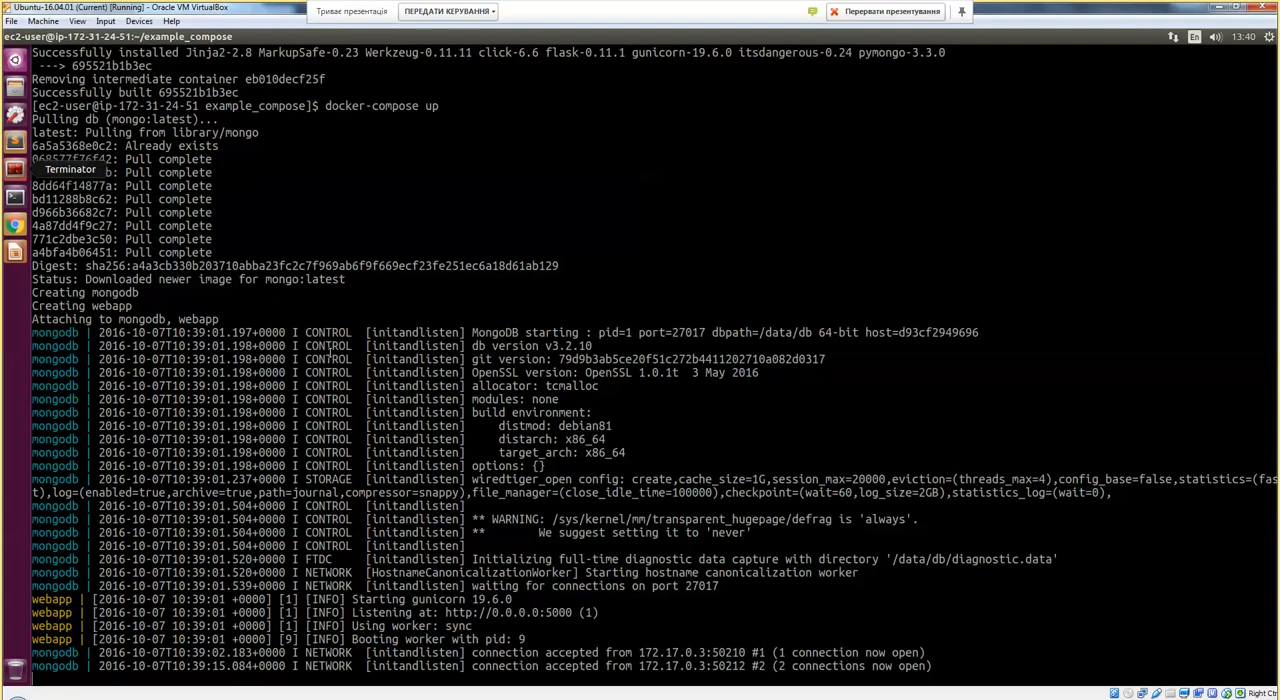 Ubuntu-16.04.01 (Current) [Running] - Oracle VM VirtualBox
Триває презентація
ПЕРЕДАТИ КЕРУВАННЯ
Перервати презентування
File Machine View Input Devices Help
ec2-user@ip-172-31-24-51:~/example_compose
En
13:40
Successfully installed Jinja2-2.8 MarkupSafe-0.23 Werkzeug-0.11.11 click-6.6 flask-0.11.1 gunicorn-19.6.0 itsdangerous-0.24 pymongo-3.3.0
---> 695521b1b3ec
Removing intermediate container eb010decf25f
Successfully built 695521b1b3ec
[ec2-user@ip-172-31-24-51 example_compose]$ docker-compose up
Pulling db (mongo:latest)...
latest: Pulling from library/mongo
6a5a5368e0c2: Already exists
068577f76f42: Pull complete
Terminator
b: Pull complete
8dd64f14877a: Pull complete
bd11288b8c62: Pull complete
d966b36682c7: Pull complete
4a87dd4f9c27: Pull complete
771c2dbe3c50: Pull complete
a4bfa4b06451: Pull complete
Digest: sha256:a4a3cb330b203710abba23fc2c7f969ab6f9f669ecf23fe251ec6a18d61ab129
Status: Downloaded newer image for mongo:latest
Creating mongodb
Creating webapp
Attaching to mongodb, webapp
mongodb | 2016-10-07T10:39:01.197+0000 I CONTROL [initandlisten] MongoDB starting : pid=1 port=27017 dbpath=/data/db 64-bit host=d93cf2949696
mongodb | 2016-10-07T10:39:01.198+0000 I CONTROL [initandlisten] db version v3.2.10
mongodb | 2016-10-07T10:39:01.198+0000 I CONTROL [initandlisten] git version: 79d9b3ab5ce20f51c272b4411202710a082d0317
mongodb | 2016-10-07T10:39:01.198+0000 I CONTROL [initandlisten] OpenSSL version: OpenSSL 1.0.1t 3 May 2016
mongodb | 2016-10-07T10:39:01.198+0000 I CONTROL [initandlisten] allocator: tcmalloc
mongodb | 2016-10-07T10:39:01.198+0000 I CONTROL [initandlisten] modules: none
mongodb | 2016-10-07T10:39:01.198+0000 I CONTROL [initandlisten] build environment:
mongodb | 2016-10-07T10:39:01.198+0000 I CONTROL [initandlisten] distmod: debian81
mongodb | 2016-10-07T10:39:01.198+0000 I CONTROL [initandlisten] distarch: x86_64
mongodb | 2016-10-07T10:39:01.198+0000 I CONTROL [initandlisten] target_arch: x86_64
mongodb | 2016-10-07T10:39:01.198+0000 I CONTROL [initandlisten] options: {}
mongodb | 2016-10-07T10:39:01.237+0000 I STORAGE [initandlisten] wiredtiger_open config: create,cache_size=1G,session_max=20000,eviction=(threads_max=4),config_base=false,statistics=(fas
t),log=(enabled=true,archive=true,path=journal,compressor=snappy),file_manager=(close_idle_time=100000),checkpoint=(wait=60,log_size=2GB),statistics_log=(wait=0),
mongodb | 2016-10-07T10:39:01.504+0000 I CONTROL [initandlisten]
mongodb | 2016-10-07T10:39:01.504+0000 I CONTROL [initandlisten] ** WARNING: /sys/kernel/mm/transparent_hugepage/defrag is 'always'.
mongodb | 2016-10-07T10:39:01.504+0000 I CONTROL [initandlisten] ** We suggest setting it to 'never'
mongodb | 2016-10-07T10:39:01.504+0000 I CONTROL [initandlisten]
mongodb | 2016-10-07T10:39:01.520+0000 I FTDC [initandlisten] Initializing full-time diagnostic data capture with directory '/data/db/diagnostic.data'
mongodb | 2016-10-07T10:39:01.520+0000 I NETWORK [HostnameCanonicalizationWorker] Starting hostname canonicalization worker
mongodb | 2016-10-07T10:39:01.539+0000 I NETWORK [initandlisten] waiting for connections on port 27017
webapp | [2016-10-07 10:39:01 +0000] [1] [INFO] Starting gunicorn 19.6.0
webapp | [2016-10-07 10:39:01 +0000] [1] [INFO] Listening at: http://0.0.0.0:5000 (1)
webapp | [2016-10-07 10:39:01 +0000] [1] [INFO] Using worker: sync
webapp | [2016-10-07 10:39:01 +0000] [9] [INFO] Booting worker with pid: 9
mongodb | 2016-10-07T10:39:02.183+0000 I NETWORK [initandlisten] connection accepted from 172.17.0.3:50210 #1 (1 connection now open)
mongodb | 2016-10-07T10:39:15.084+0000 I NETWORK [initandlisten] connection accepted from 172.17.0.3:50212 #2 (2 connections now open)
Right Ctrl